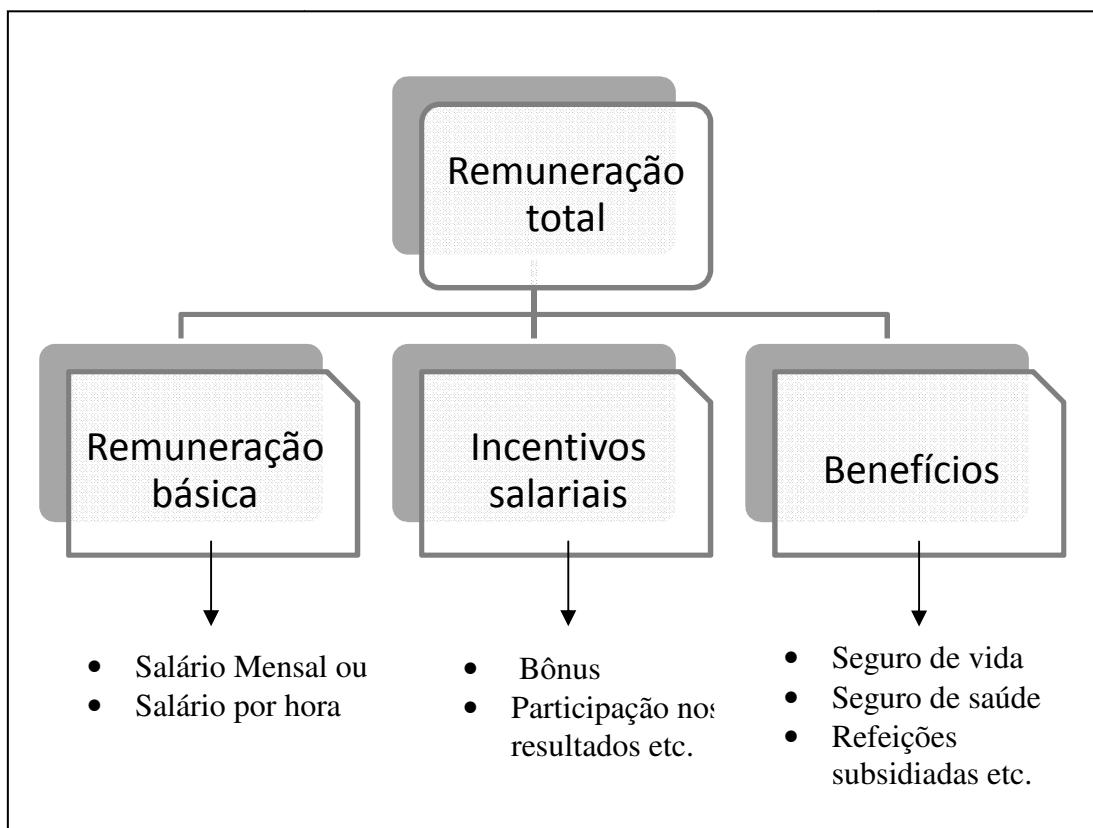 Remuneração
total
Remuneração
básica
Incentivos
salariais
Benefícios
• Salário Mensal ou
• Salário por hora
• Bônus
• Participação nos
resultados etc.
• Seguro de vida
• Seguro de saúde
• Refeições
subsidiadas etc.